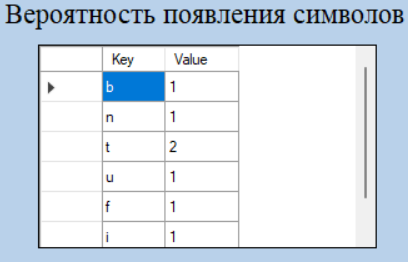 Вероятность появления символов
Key Value
b 1
n 1
t 2
u 1
f 1
i 1